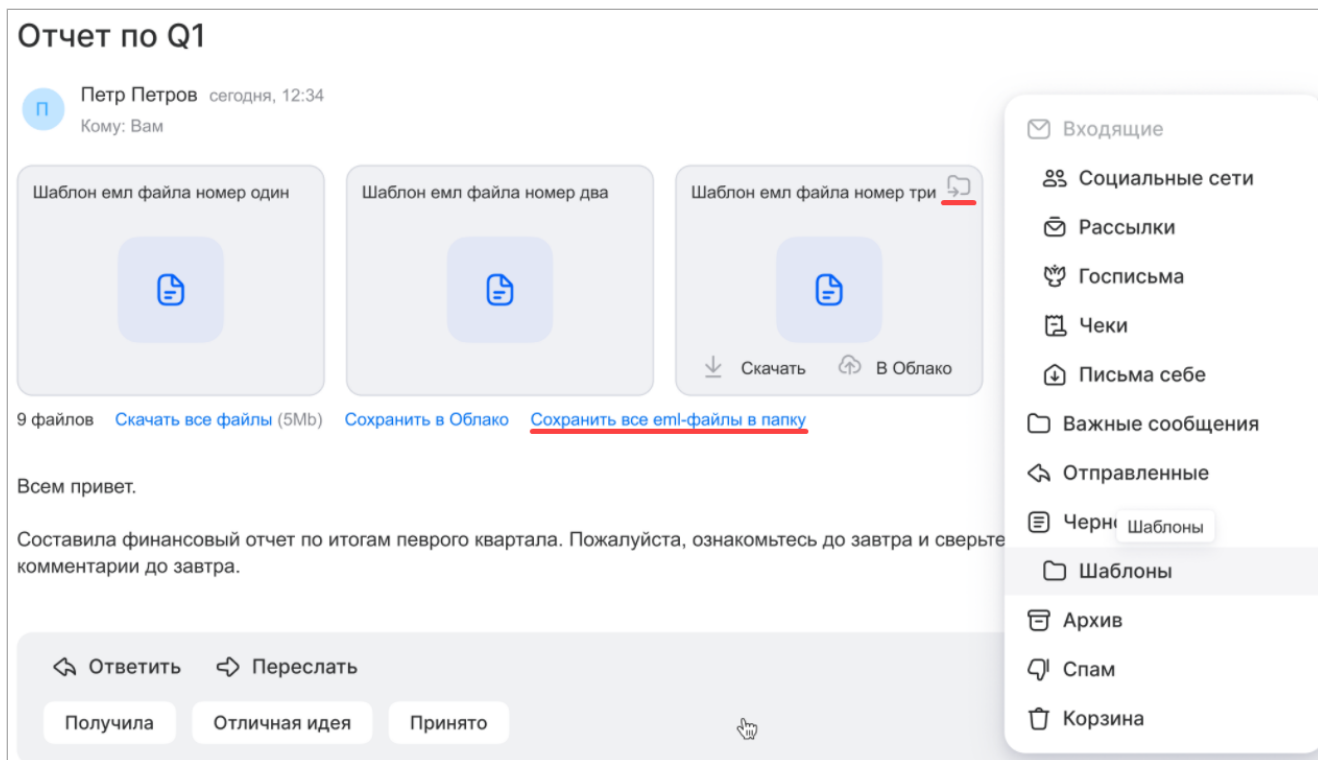 Отчет по Q1
П
Петр Петров сегодня, 12:34
Кому: Вам
Шаблон емл файла номер один
Шаблон емл файла номер два
Шаблон емл файла номер три
Скачать В Облако
9 файлов Скачать все файлы (5Mb) Сохранить в Облако Сохранить все eml-файлы в папку
Всем привет.
Составила финансовый отчет по итогам певрого квартала. Пожалуйста, ознакомьтесь до завтра и сверьте
комментарии до завтра.
Ответить Переслать
Получила Отличная идея Принято
Входящие
Социальные сети
Рассылки
Госписьма
Чеки
Письма себе
Важные сообщения
Отправленные
Шаблоны
Шаблоны
Архив
Спам
Корзина